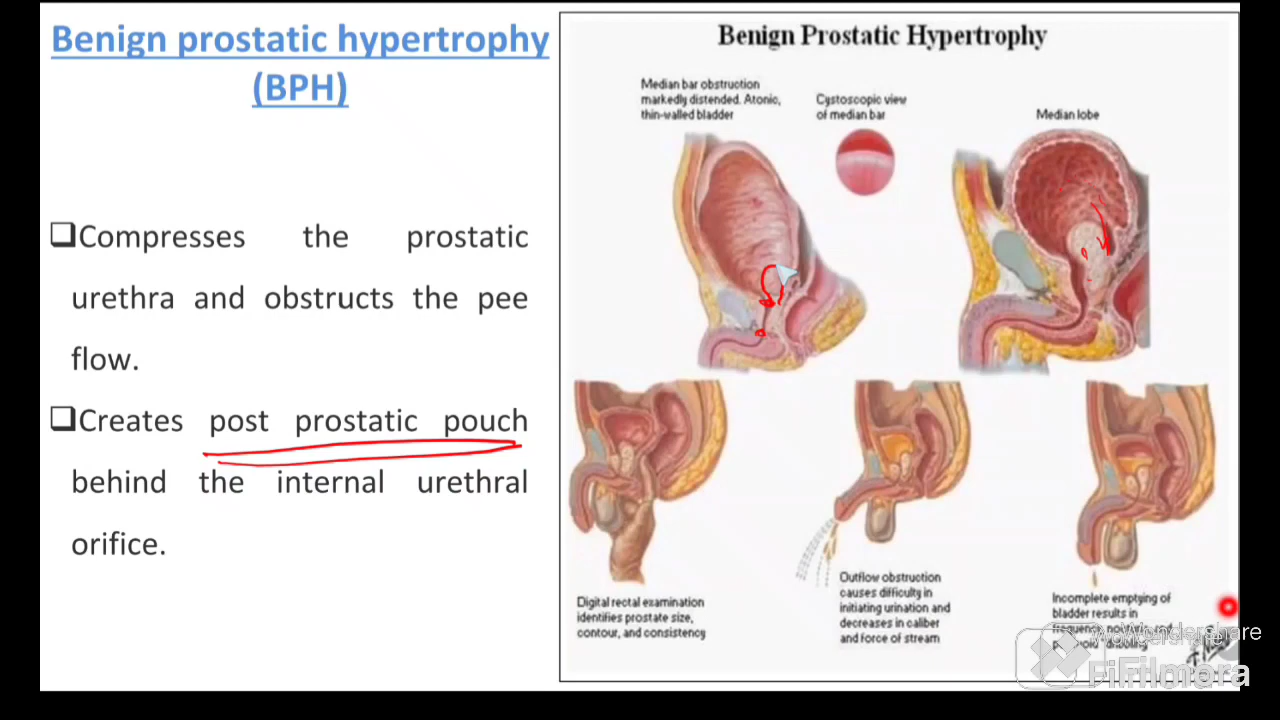 Benign prostatic hypertrophy
(BPH)
❑Compresses the prostatic
urethra and obstructs the pee
flow.
❑Creates post prostatic pouch
behind the internal urethral
orifice.
Benign Prostatic Hypertrophy
Median bar obstruction
markedly distended. Atonic,
thin-walled bladder
Cystoscopic view
of median bar
Median lobe
Digital rectal examination
identifies prostate size,
contour, and consistency
Outflow obstruction
causes difficulty in
initiating urination and
decreases in caliber
and force of stream
Incomplete emptying of
bladder results in
dribbling
Wondershare
Filmora